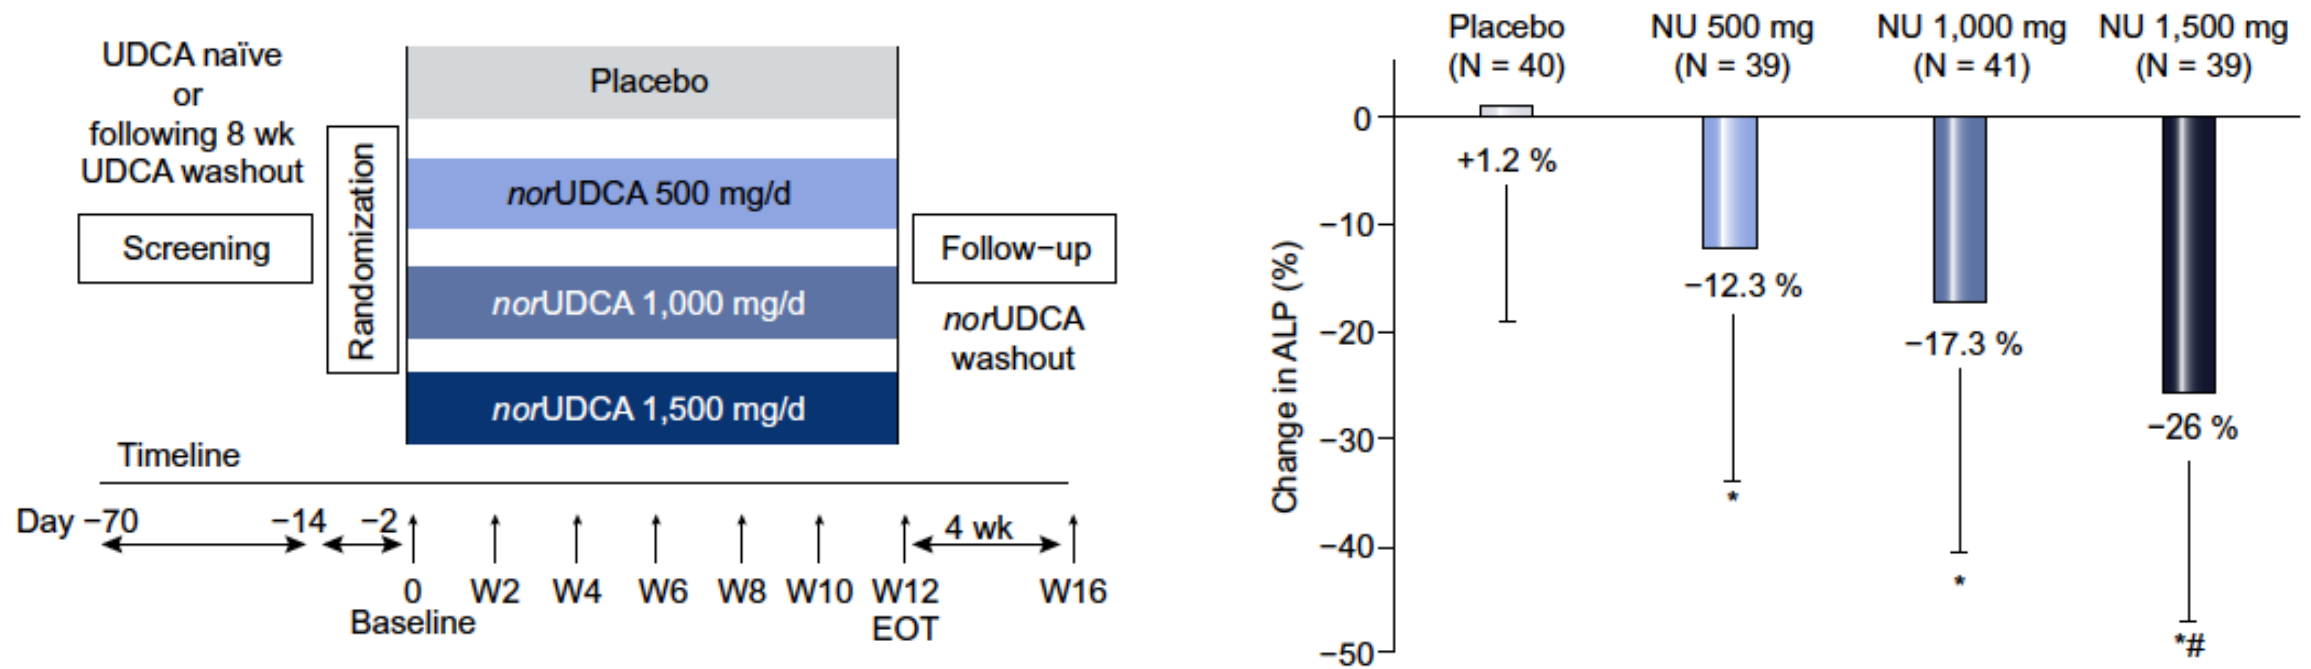 UDCA naïve
or
following 8 wk
UDCA washout
Screening
Randomization
Placebo
norUDCA 500 mg/d
norUDCA 1,000 mg/d
norUDCA 1,500 mg/d
Follow-up
norUDCA
washout
Timeline
Day −70
−14
−2
4 wk
0
W2
W4
W6
W8
W10
W12
W16
Baseline
EOT
Placebo
(N = 40)
NU 500 mg
(N = 39)
NU 1,000 mg
(N = 41)
NU 1,500 mg
(N = 39)
Change in ALP (%)
0
−10
−20
−30
−40
−50
+1.2 %
−12.3 %
−17.3 %
−26 %
*
*
*#